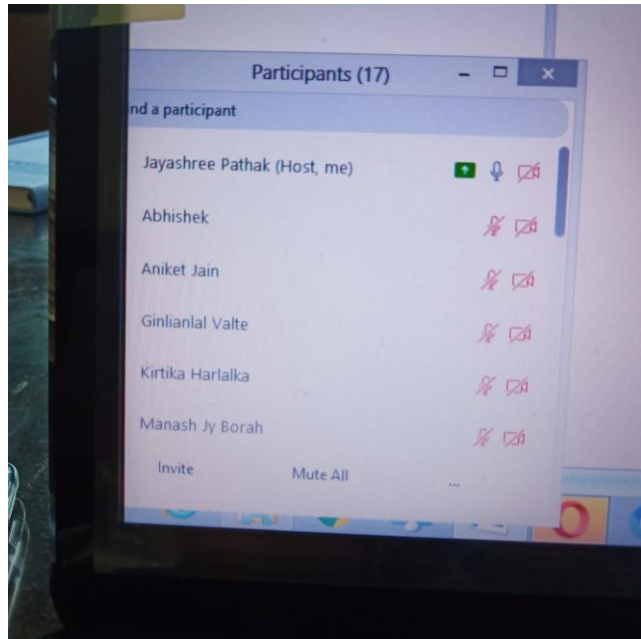 Participants (17)
nd a participant
Jayashree Pathak (Host, me)
Abhishek
Aniket Jain
Ginlianlal Valte
Kirtika Harlalka
Manash Jy Borah
Invite Mute All ...